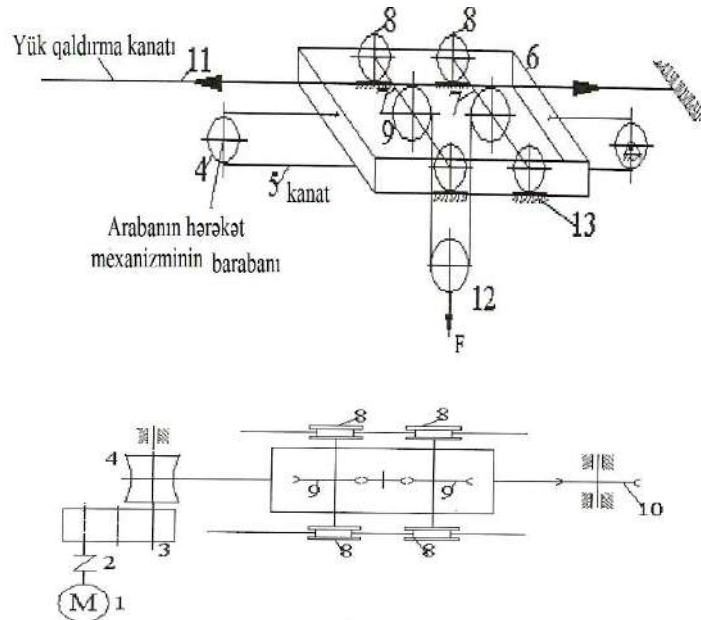 8 8
6
Yük qaldırma kanatı
11
7 7
9
4
5
kanat
13
Arabanın hərəkət
mexanizminin barabanı
12
F
8 8
4
9 9
10
3
2
8 8
M 1